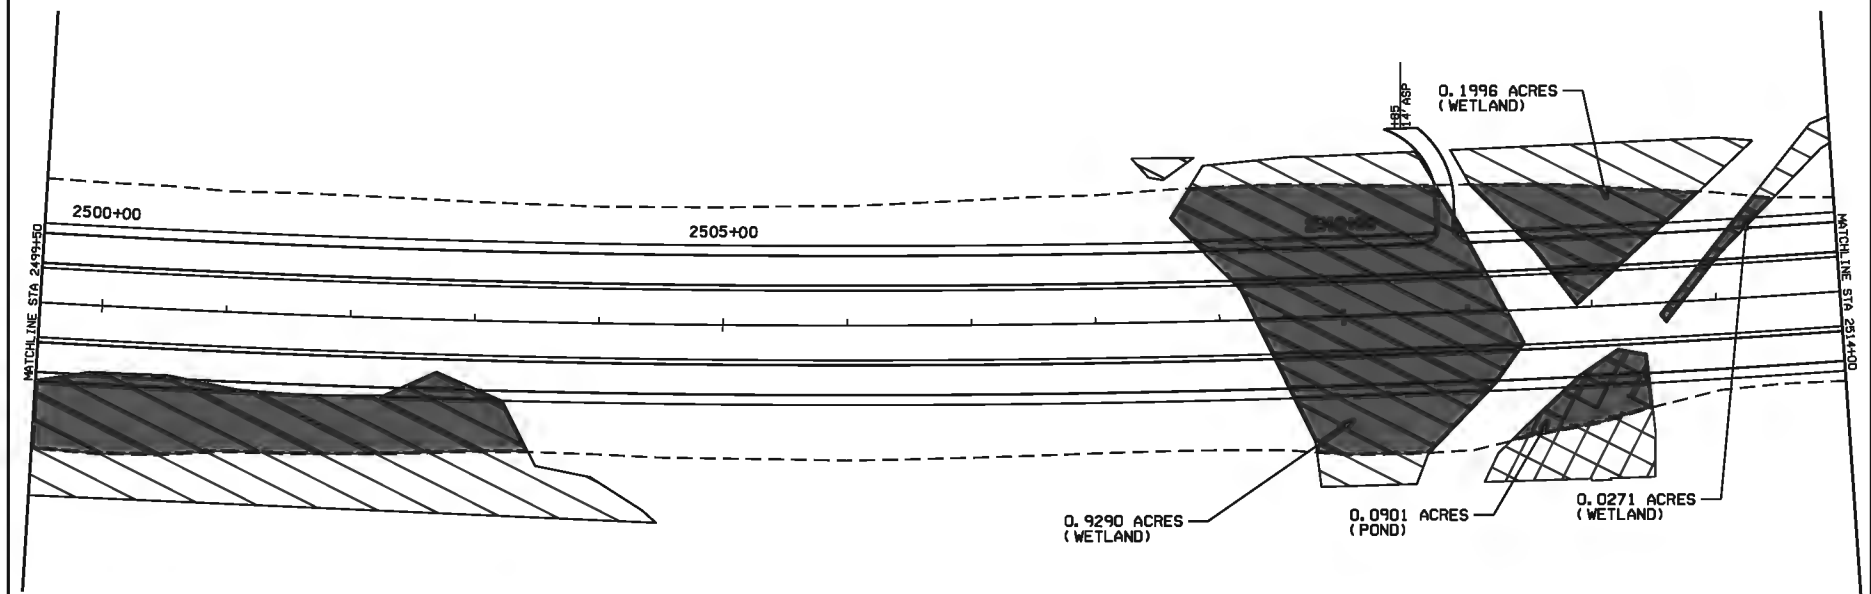 +85
14' ASP
0.1996 ACRES
(WETLAND)
2500+00
2505+00
MATCHLINE STA 2499+50
MATCHLINE STA 2514+00
0.9290 ACRES
(WETLAND)
0.0901 ACRES
(POND)
0.0271 ACRES
(WETLAND)